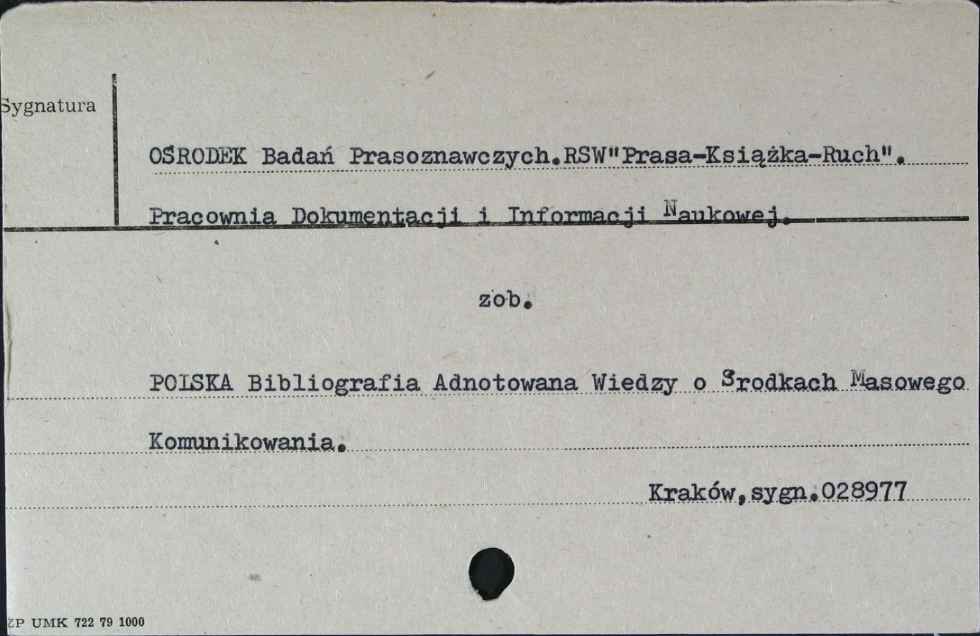 Sygnatura
OŚRODEK Badań Prasoznawczych.RSW"Prasa-Książka-Ruch".
Pracownia Dokumentacji i Informacji Naukowej.
zob.
POLSKA Bibliografia Adnotowana Wiedzy o Środkach Masowego
Komunikowania.
Kraków,sygn.028977
ZP UMK 722 79 1000